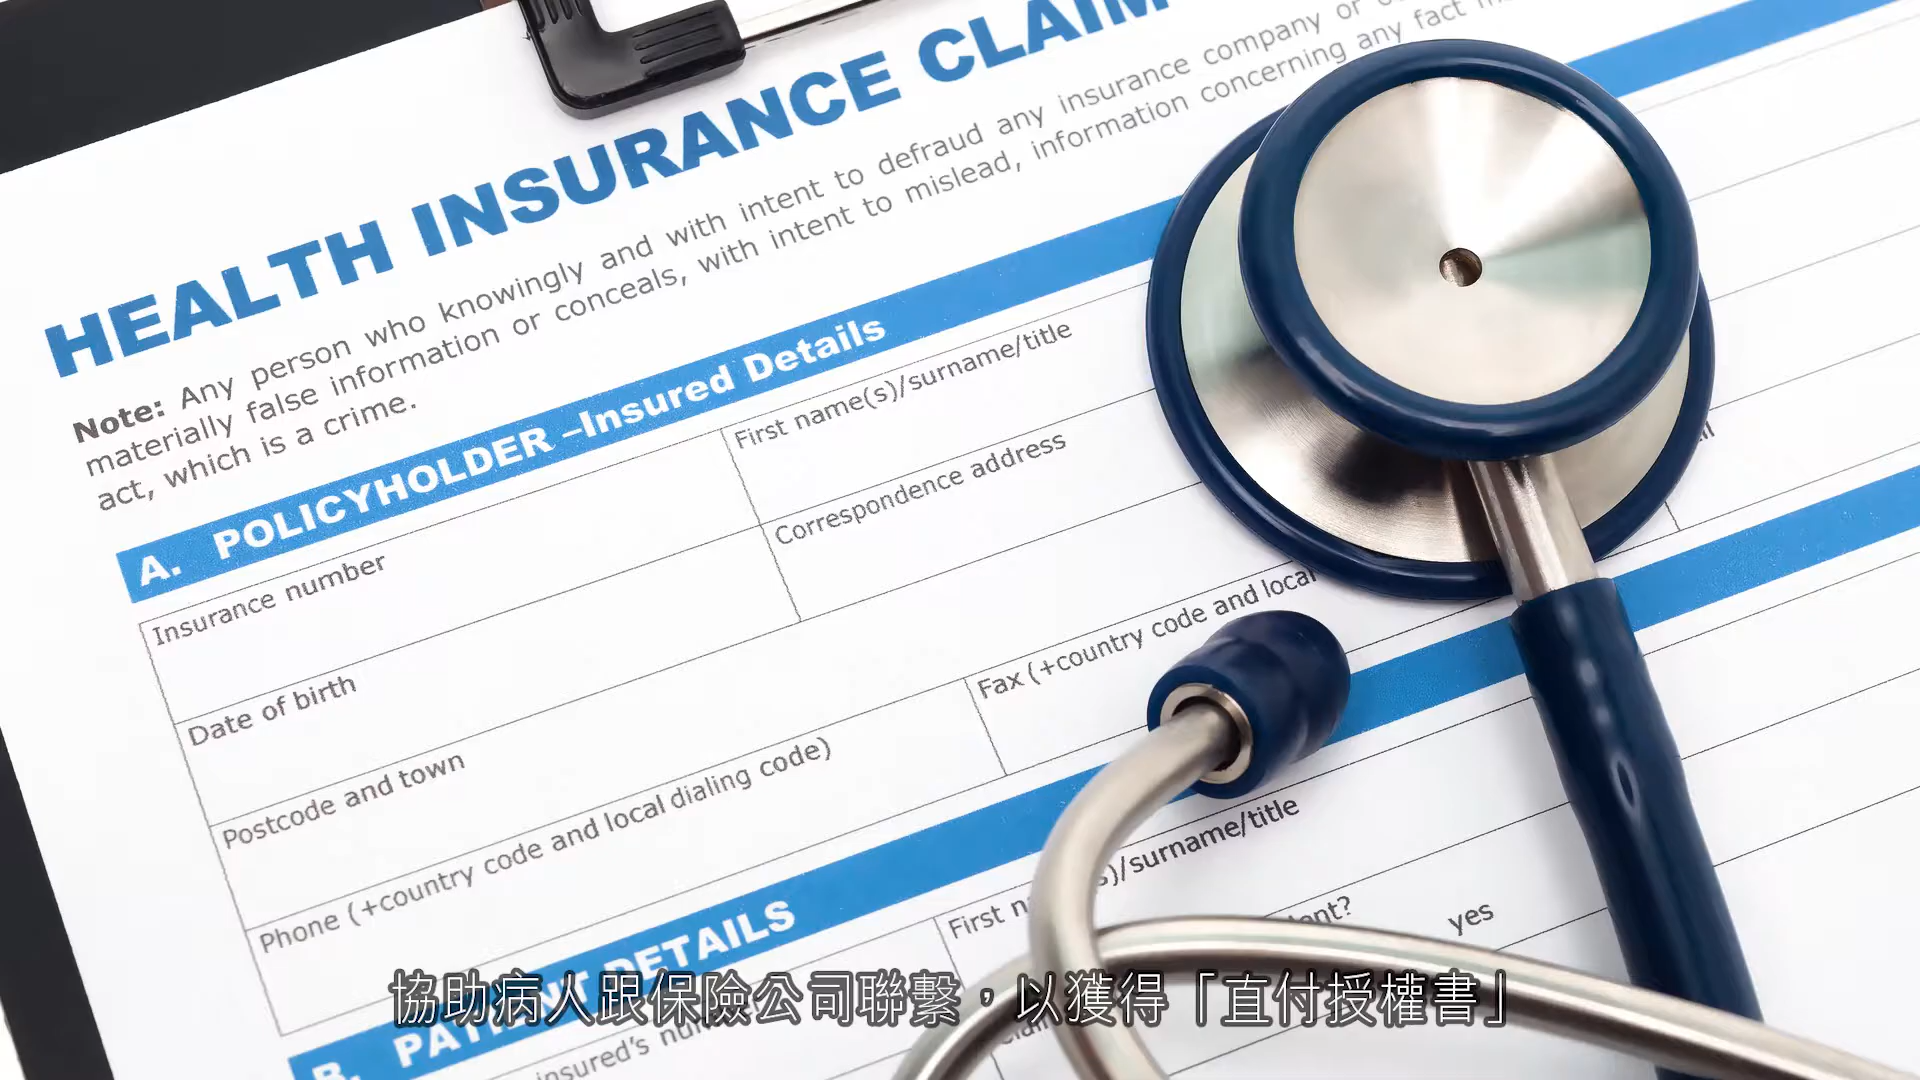 HEALTH INSURANCE CLAIM
Note: Any person who knowingly and with intent to defraud any insurance company or
materially false information or conceals, with intent to mislead, information concerning any fact
act, which is a crime.
A. POLICYHOLDER –Insured Details
Insurance number
First name(s)/surname/title
Date of birth
Correspondence address
Postcode and town
Phone (+country code and local dialing code)
Fax (+country code and local
B. PATIENT DETAILS
insured's
First
)/surname/title
yes
協助病人跟保險公司聯繫，以獲得「直付授權書」